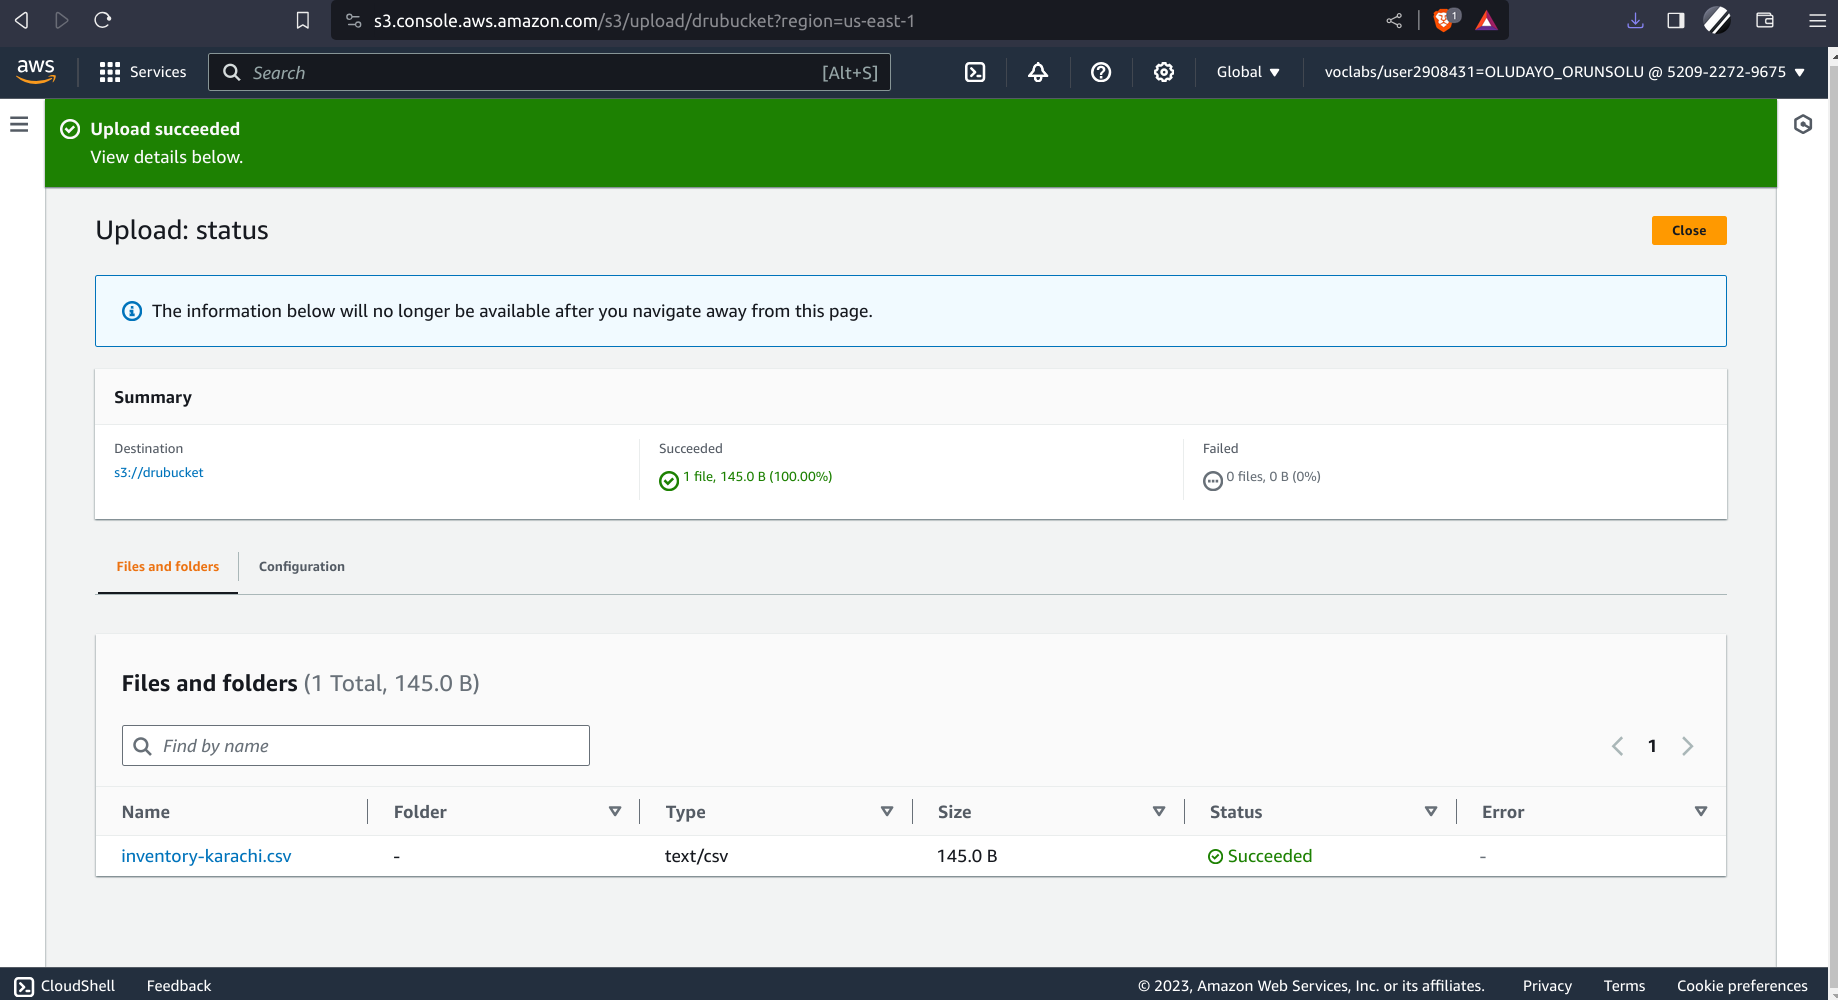 s3.console.aws.amazon.com/s3/upload/drubucket?region=us-east-1
1
aws
Services
Search
[Alt+S]
Global
voclabs/user2908431=OLUDAYO_ORUNSOLU @ 5209-2272-9675
Upload succeeded
View details below.
Upload: status
Close
The information below will no longer be available after you navigate away from this page.
Summary
Destination
s3://drubucket
Succeeded
1 file, 145.0 B (100.00%)
Failed
0 files, 0 B (0%)
Files and folders
Configuration
Files and folders (1 Total, 145.0 B)
Find by name
1
Name
Folder
Type
Size
Status
Error
inventory-karachi.csv
-
text/csv
145.0 B
Succeeded
-
CloudShell
Feedback
© 2023, Amazon Web Services, Inc. or its affiliates.
Privacy
Terms
Cookie preferences